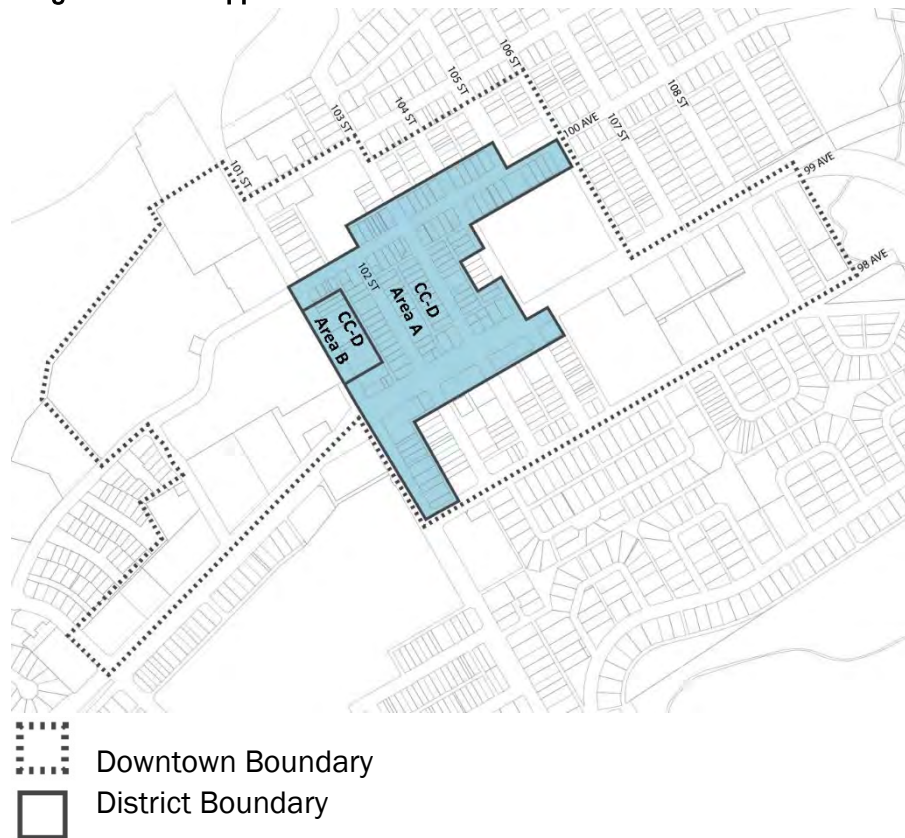 106 ST
105 ST
104 ST
103 ST
101 ST
100 AVE
107 ST
108 ST
99 AVE
98 AVE
102 ST
CC-D
Area A
CC-D
Area B
Downtown Boundary
District Boundary